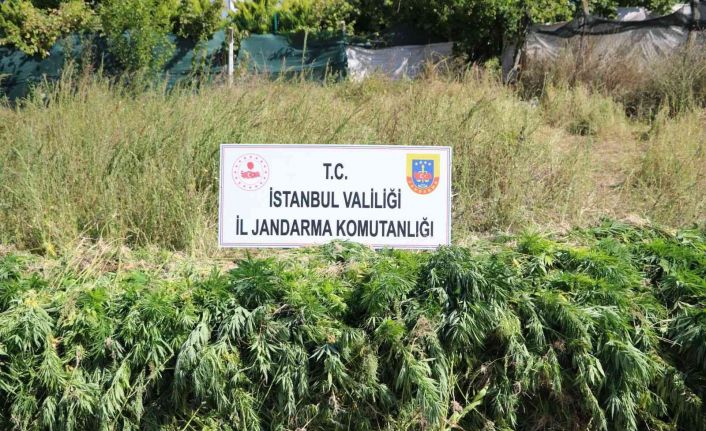 T.C.
İSTANBUL VALİLİĞİ
İL JANDARMA KOMUTANLIĞI